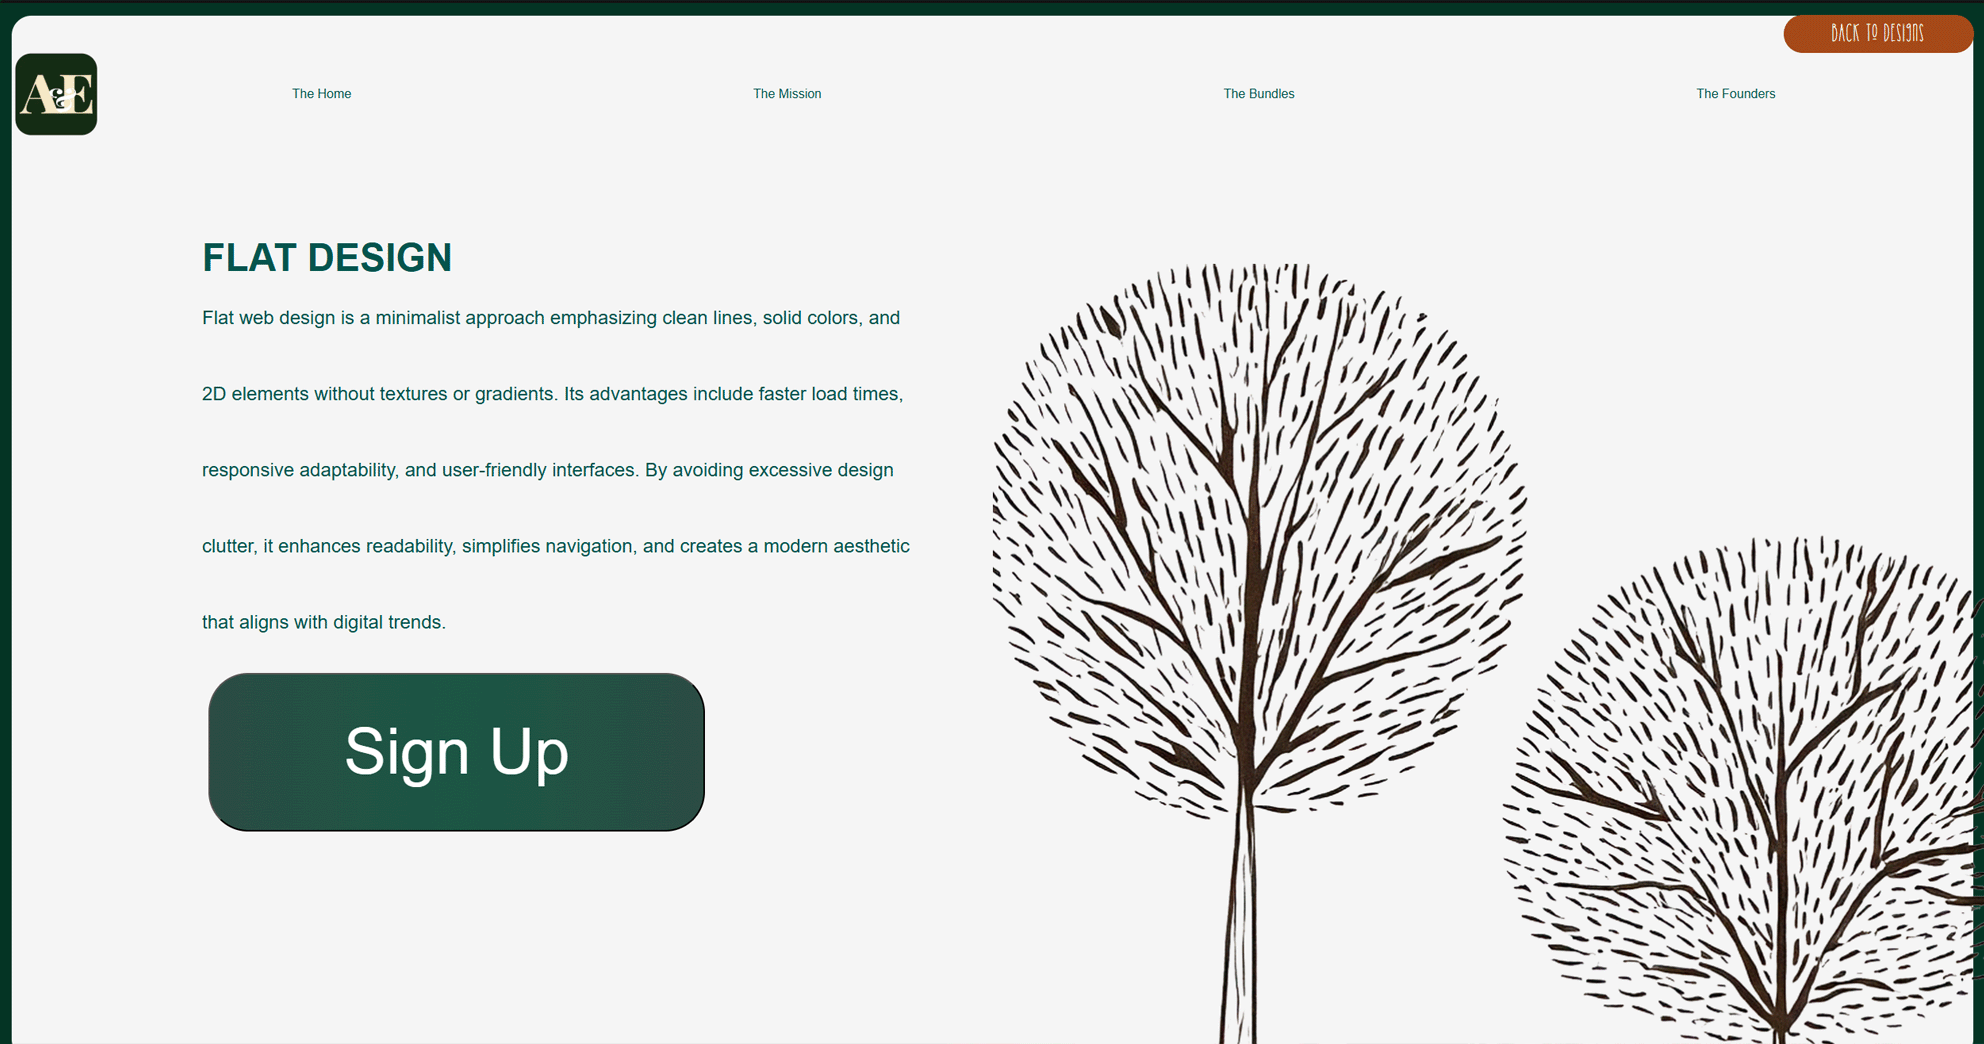 BACK TO DESIGNS
A&E
The Home
The Mission
The Bundles
The Founders
FLAT DESIGN
Flat web design is a minimalist approach emphasizing clean lines, solid colors, and
2D elements without textures or gradients. Its advantages include faster load times,
responsive adaptability, and user-friendly interfaces. By avoiding excessive design
clutter, it enhances readability, simplifies navigation, and creates a modern aesthetic
that aligns with digital trends.
Sign Up